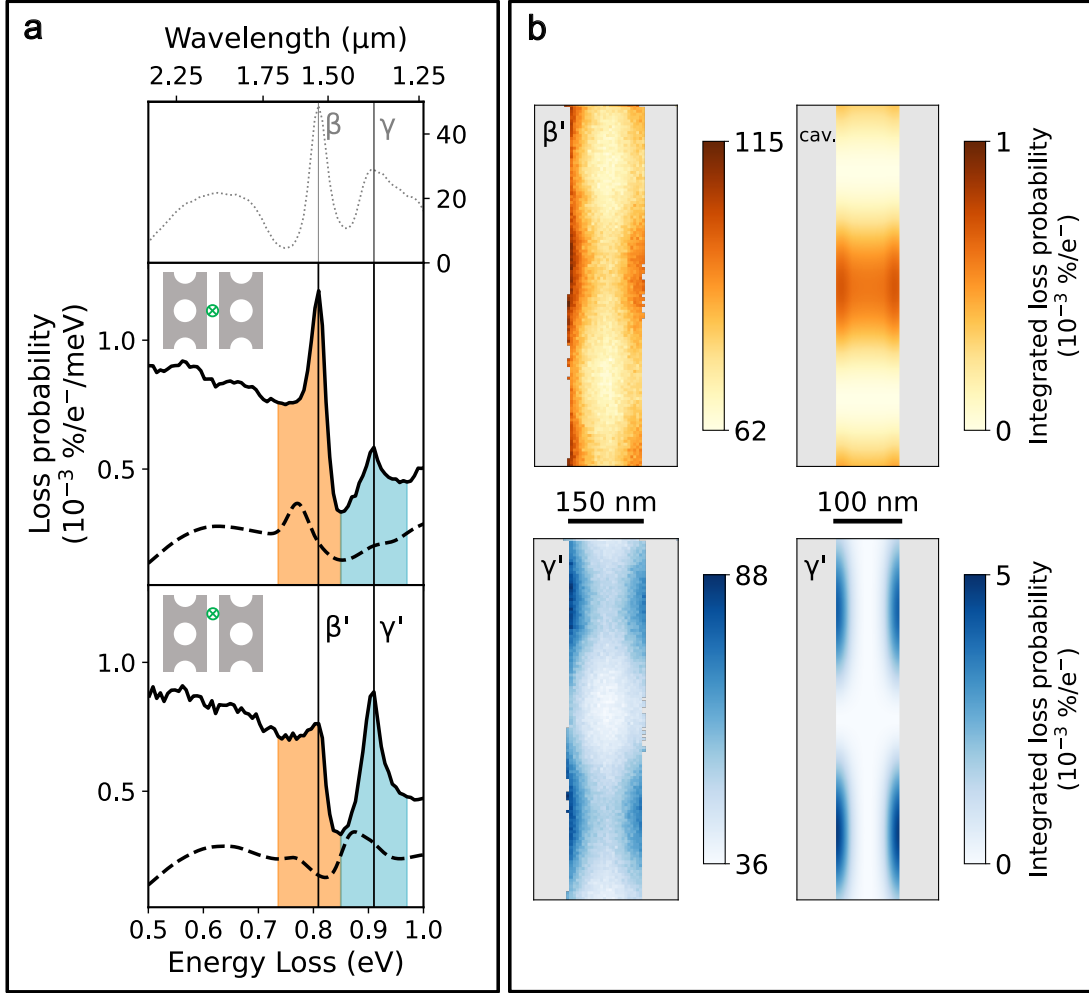 a
Wavelength (μm)
2.25 1.75 1.50 1.25
β γ
40
20
0
Loss probability
(10⁻³ %/e⁻/meV)
1.0
0.5
β' γ'
1.0
0.5
0.5 0.6 0.7 0.8 0.9 1.0
Energy Loss (eV)
b
β'
115
62
cav.
1
0
Integrated loss probability
(10⁻³ %/e⁻)
150 nm
100 nm
γ'
88
36
γ'
5
0
Integrated loss probability
(10⁻³ %/e⁻)